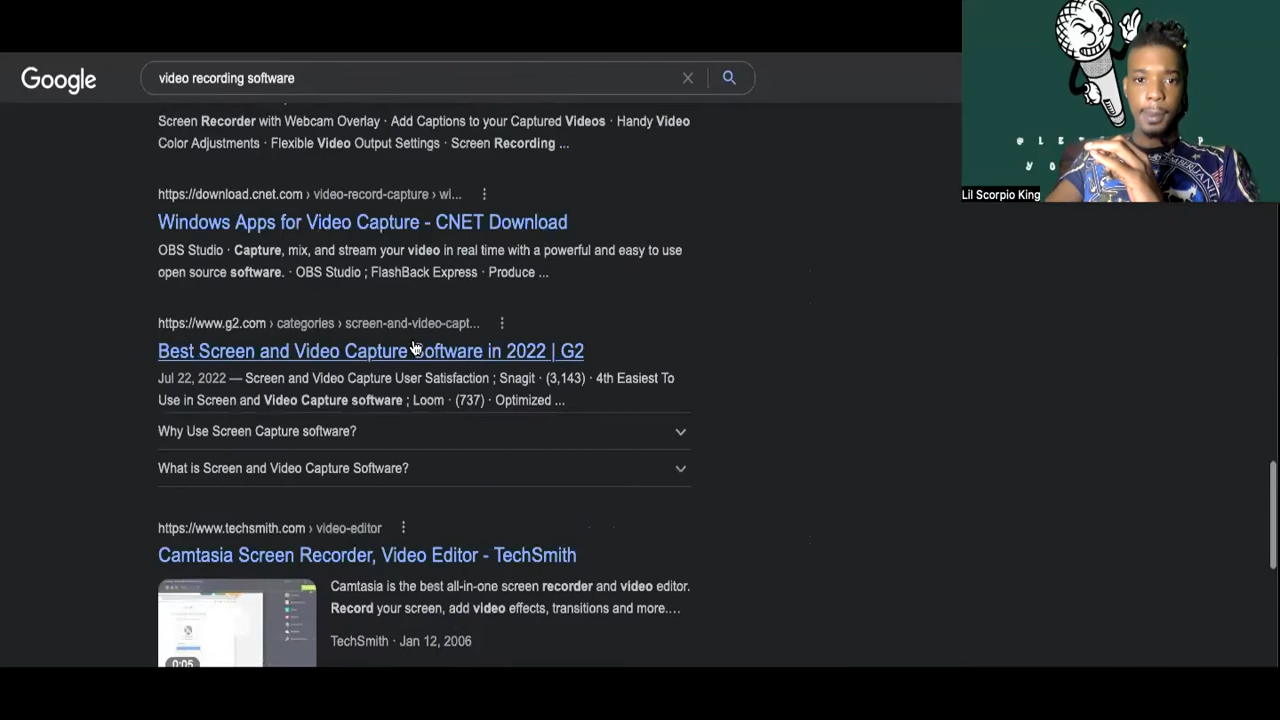 Google
video recording software
Screen Recorder with Webcam Overlay · Add Captions to your Captured Videos · Handy Video
Color Adjustments · Flexible Video Output Settings · Screen Recording ...
https://download.cnet.com › video-record-capture › wi...
Windows Apps for Video Capture - CNET Download
OBS Studio · Capture, mix, and stream your video in real time with a powerful and easy to use
open source software. · OBS Studio ; FlashBack Express · Produce ...
https://www.g2.com › categories › screen-and-video-capt...
Best Screen and Video Capture Software in 2022 | G2
Jul 22, 2022 — Screen and Video Capture User Satisfaction ; Snagit · (3,143) · 4th Easiest To
Use in Screen and Video Capture software ; Loom · (737) · Optimized ...
Why Use Screen Capture software?
What is Screen and Video Capture Software?
https://www.techsmith.com › video-editor
Camtasia Screen Recorder, Video Editor - TechSmith
Camtasia is the best all-in-one screen recorder and video editor.
Record your screen, add video effects, transitions and more....
TechSmith · Jan 12, 2006
0:05
Lil Scorpio King